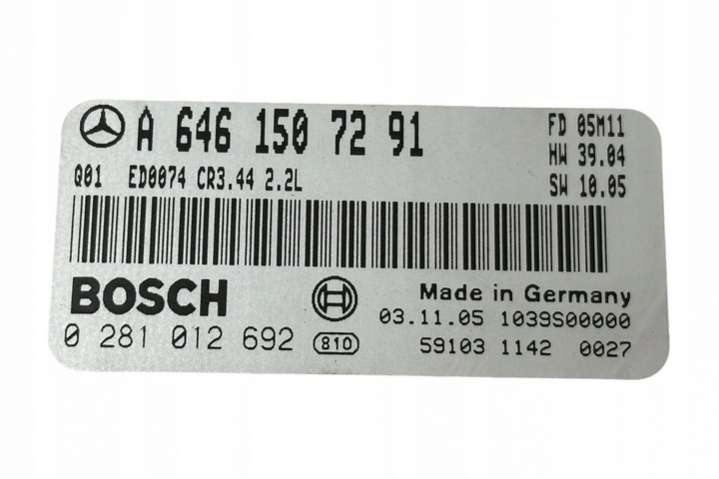 A 646 150 72 91
FD 05M11
HW 39.04
Q01 ED0074 CR3.44 2.2L
SW 10.05
BOSCH
Made in Germany
03.11.05 1039S00000
0 281 012 692 810
59103 1142 0027